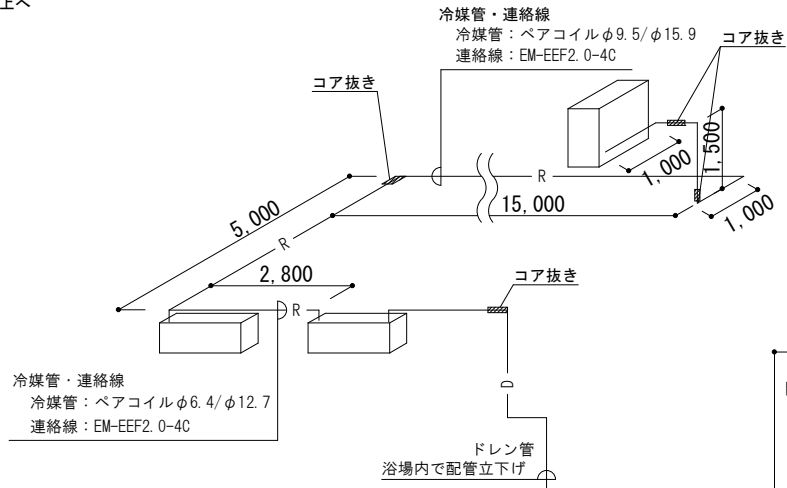 上へ
冷媒管・連絡線
冷媒管：ペアコイルφ9.5/φ15.9
連絡線：EM-EEF2.0-4C
コア抜き
コア抜き
1,500
1,000
R
5,000
15,000
1,000
R
2,800
コア抜き
R
冷媒管・連絡線
冷媒管：ペアコイルφ6.4/φ12.7
連絡線：EM-EEF2.0-4C
D
ドレン管
浴場内で配管立下げ